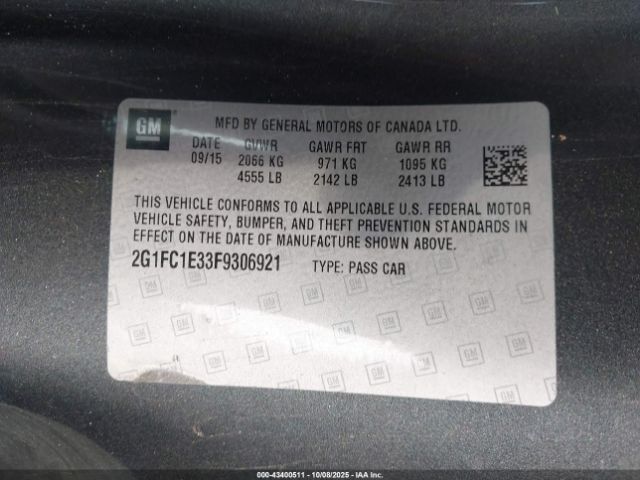 GM
MFD BY GENERAL MOTORS OF CANADA LTD.
DATE GVWR GAWR FRT GAWR RR
09/15 2066 KG 971 KG 1095 KG
4555 LB 2142 LB 2413 LB
THIS VEHICLE CONFORMS TO ALL APPLICABLE U.S. FEDERAL MOTOR
VEHICLE SAFETY, BUMPER, AND THEFT PREVENTION STANDARDS IN
EFFECT ON THE DATE OF MANUFACTURE SHOWN ABOVE.
2G1FC1E33F9306921 TYPE: PASS CAR
000-43400511 - 10/08/2025 - IAAI.COM